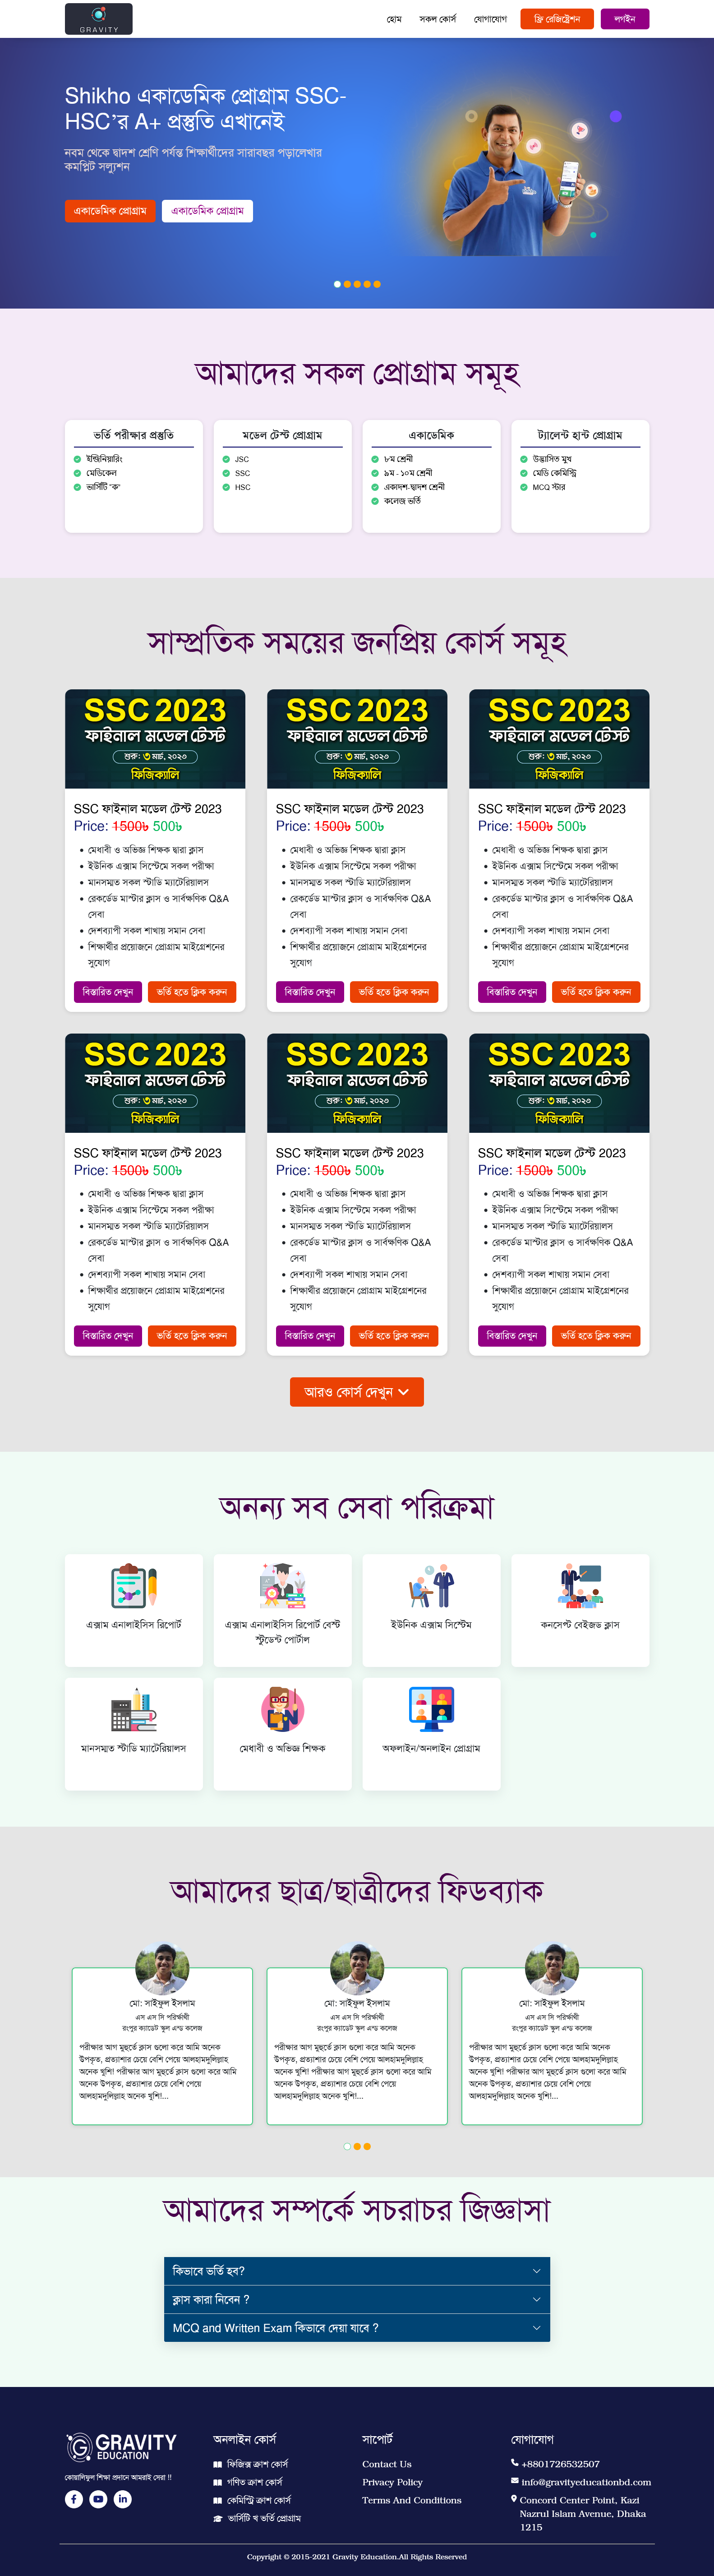 GRAVITY
হোম
সকল কোর্স
যোগাযোগ
ফ্রি রেজিস্ট্রেশন
লগইন
Shikho একাডেমিক প্রোগ্রাম SSC-
HSC’র A+ প্রস্তুতি এখানেই
নবম থেকে দ্বাদশ শ্রেণি পর্যন্ত শিক্ষার্থীদের সারাবছর পড়ালেখার
কমপ্লিট সল্যুশন
একাডেমিক প্রোগ্রাম
একাডেমিক প্রোগ্রাম
আমাদের সকল প্রোগ্রাম সমূহ
ভর্তি পরীক্ষার প্রস্তুতি
ইঞ্জিনিয়ারিং
মেডিকেল
ভার্সিটি "ক"
মডেল টেস্ট প্রোগ্রাম
JSC
SSC
HSC
একাডেমিক
৮ম শ্রেনী
৯ম - ১০ম শ্রেনী
একাদশ-দ্বাদশ শ্রেনী
কলেজ ভর্তি
ট্যালেন্ট হান্ট প্রোগ্রাম
উদ্ভাসিত মুখ
মেডি কেমিস্ট্রি
MCQ স্টার
সাম্প্রতিক সময়ের জনপ্রিয় কোর্স সমূহ
SSC 2023
ফাইনাল মডেল টেস্ট
শুরু: ৩ মার্চ, ২০২৩
ফিজিক্যালি
SSC ফাইনাল মডেল টেস্ট 2023
Price: 1500৳ 500৳
মেধাবী ও অভিজ্ঞ শিক্ষক দ্বারা ক্লাস
ইউনিক এক্সাম সিস্টেমে সকল পরীক্ষা
মানসম্মত সকল স্টাডি ম্যাটেরিয়ালস
রেকর্ডেড মাস্টার ক্লাস ও সার্বক্ষণিক Q&A
সেবা
দেশব্যাপী সকল শাখায় সমান সেবা
শিক্ষার্থীর প্রয়োজনে প্রোগ্রাম মাইগ্রেশনের
সুযোগ
বিস্তারিত দেখুন
ভর্তি হতে ক্লিক করুন
SSC 2023
ফাইনাল মডেল টেস্ট
শুরু: ৩ মার্চ, ২০২৩
ফিজিক্যালি
SSC ফাইনাল মডেল টেস্ট 2023
Price: 1500৳ 500৳
মেধাবী ও অভিজ্ঞ শিক্ষক দ্বারা ক্লাস
ইউনিক এক্সাম সিস্টেমে সকল পরীক্ষা
মানসম্মত সকল স্টাডি ম্যাটেরিয়ালস
রেকর্ডেড মাস্টার ক্লাস ও সার্বক্ষণিক Q&A
সেবা
দেশব্যাপী সকল শাখায় সমান সেবা
শিক্ষার্থীর প্রয়োজনে প্রোগ্রাম মাইগ্রেশনের
সুযোগ
বিস্তারিত দেখুন
ভর্তি হতে ক্লিক করুন
SSC 2023
ফাইনাল মডেল টেস্ট
শুরু: ৩ মার্চ, ২০২৩
ফিজিক্যালি
SSC ফাইনাল মডেল টেস্ট 2023
Price: 1500৳ 500৳
মেধাবী ও অভিজ্ঞ শিক্ষক দ্বারা ক্লাস
ইউনিক এক্সাম সিস্টেমে সকল পরীক্ষা
মানসম্মত সকল স্টাডি ম্যাটেরিয়ালস
রেকর্ডেড মাস্টার ক্লাস ও সার্বক্ষণিক Q&A
সেবা
দেশব্যাপী সকল শাখায় সমান সেবা
শিক্ষার্থীর প্রয়োজনে প্রোগ্রাম মাইগ্রেশনের
সুযোগ
বিস্তারিত দেখুন
ভর্তি হতে ক্লিক করুন
SSC 2023
ফাইনাল মডেল টেস্ট
শুরু: ৩ মার্চ, ২০২৩
ফিজিক্যালি
SSC ফাইনাল মডেল টেস্ট 2023
Price: 1500৳ 500৳
মেধাবী ও অভিজ্ঞ শিক্ষক দ্বারা ক্লাস
ইউনিক এক্সাম সিস্টেমে সকল পরীক্ষা
মানসম্মত সকল স্টাডি ম্যাটেরিয়ালস
রেকর্ডেড মাস্টার ক্লাস ও সার্বক্ষণিক Q&A
সেবা
দেশব্যাপী সকল শাখায় সমান সেবা
শিক্ষার্থীর প্রয়োজনে প্রোগ্রাম মাইগ্রেশনের
সুযোগ
বিস্তারিত দেখুন
ভর্তি হতে ক্লিক করুন
SSC 2023
ফাইনাল মডেল টেস্ট
শুরু: ৩ মার্চ, ২০২৩
ফিজিক্যালি
SSC ফাইনাল মডেল টেস্ট 2023
Price: 1500৳ 500৳
মেধাবী ও অভিজ্ঞ শিক্ষক দ্বারা ক্লাস
ইউনিক এক্সাম সিস্টেমে সকল পরীক্ষা
মানসম্মত সকল স্টাডি ম্যাটেরিয়ালস
রেকর্ডেড মাস্টার ক্লাস ও সার্বক্ষণিক Q&A
সেবা
দেশব্যাপী সকল শাখায় সমান সেবা
শিক্ষার্থীর প্রয়োজনে প্রোগ্রাম মাইগ্রেশনের
সুযোগ
বিস্তারিত দেখুন
ভর্তি হতে ক্লিক করুন
SSC 2023
ফাইনাল মডেল টেস্ট
শুরু: ৩ মার্চ, ২০২৩
ফিজিক্যালি
SSC ফাইনাল মডেল টেস্ট 2023
Price: 1500৳ 500৳
মেধাবী ও অভিজ্ঞ শিক্ষক দ্বারা ক্লাস
ইউনিক এক্সাম সিস্টেমে সকল পরীক্ষা
মানসম্মত সকল স্টাডি ম্যাটেরিয়ালস
রেকর্ডেড মাস্টার ক্লাস ও সার্বক্ষণিক Q&A
সেবা
দেশব্যাপী সকল শাখায় সমান সেবা
শিক্ষার্থীর প্রয়োজনে প্রোগ্রাম মাইগ্রেশনের
সুযোগ
বিস্তারিত দেখুন
ভর্তি হতে ক্লিক করুন
আরও কোর্স দেখুন
অনন্য সব সেবা পরিক্রমা
এক্সাম এনালাইসিস রিপোর্ট
এক্সাম এনালাইসিস রিপোর্ট বেস্ট
স্টুডেন্ট পোর্টাল
ইউনিক এক্সাম সিস্টেম
কনসেপ্ট বেইজড ক্লাস
মানসম্মত স্টাডি ম্যাটেরিয়ালস
মেধাবী ও অভিজ্ঞ শিক্ষক
অফলাইন/অনলাইন প্রোগ্রাম
আমাদের ছাত্র/ছাত্রীদের ফিডব্যাক
মো: সাইফুল ইসলাম
এস এস সি পরিক্ষার্থী
রংপুর ক্যাডেট স্কুল এন্ড কলেজ
পরীক্ষার আগ মুহূর্তে ক্লাস গুলো করে আমি অনেক
উপকৃত, প্রত্যাশার চেয়ে বেশি পেয়ে আলহামদুলিল্লাহ
অনেক খুশি! পরীক্ষার আগ মুহূর্তে ক্লাস গুলো করে আমি
অনেক উপকৃত, প্রত্যাশার চেয়ে বেশি পেয়ে
আলহামদুলিল্লাহ অনেক খুশি!...
মো: সাইফুল ইসলাম
এস এস সি পরিক্ষার্থী
রংপুর ক্যাডেট স্কুল এন্ড কলেজ
পরীক্ষার আগ মুহূর্তে ক্লাস গুলো করে আমি অনেক
উপকৃত, প্রত্যাশার চেয়ে বেশি পেয়ে আলহামদুলিল্লাহ
অনেক খুশি! পরীক্ষার আগ মুহূর্তে ক্লাস গুলো করে আমি
অনেক উপকৃত, প্রত্যাশার চেয়ে বেশি পেয়ে
আলহামদুলিল্লাহ অনেক খুশি!...
মো: সাইফুল ইসলাম
এস এস সি পরিক্ষার্থী
রংপুর ক্যাডেট স্কুল এন্ড কলেজ
পরীক্ষার আগ মুহূর্তে ক্লাস গুলো করে আমি অনেক
উপকৃত, প্রত্যাশার চেয়ে বেশি পেয়ে আলহামদুলিল্লাহ
অনেক খুশি! পরীক্ষার আগ মুহূর্তে ক্লাস গুলো করে আমি
অনেক উপকৃত, প্রত্যাশার চেয়ে বেশি পেয়ে
আলহামদুলিল্লাহ অনেক খুশি!...
আমাদের সম্পর্কে সচরাচর জিজ্ঞাসা
কিভাবে ভর্তি হব?
ক্লাস কারা নিবেন ?
MCQ and Written Exam কিভাবে দেয়া যাবে ?
GRAVITY
EDUCATION
কোয়ালিফুল শিক্ষা প্রদানে আমরাই সেরা !!
অনলাইন কোর্স
ফিজিক্স ক্রাশ কোর্স
গণিত ক্রাশ কোর্স
কেমিস্ট্রি ক্রাশ কোর্স
ভার্সিটি খ ভর্তি প্রোগ্রাম
সাপোর্ট
Contact Us
Privacy Policy
Terms And Conditions
যোগাযোগ
+8801726532507
info@gravityeducationbd.com
Concord Center Point, Kazi
Nazrul Islam Avenue, Dhaka
1215
Copyright © 2015-2021 Gravity Education.All Rights Reserved